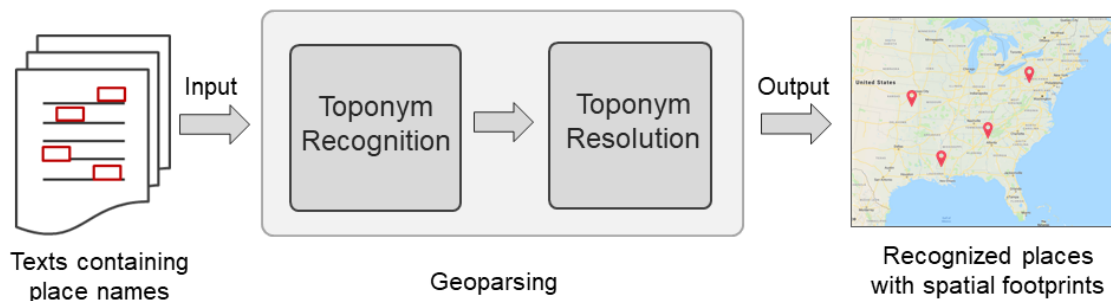 Input
Toponym
Recognition
Toponym
Resolution
Output
United States
Texts containing
place names
Geoparsing
Recognized places
with spatial footprints